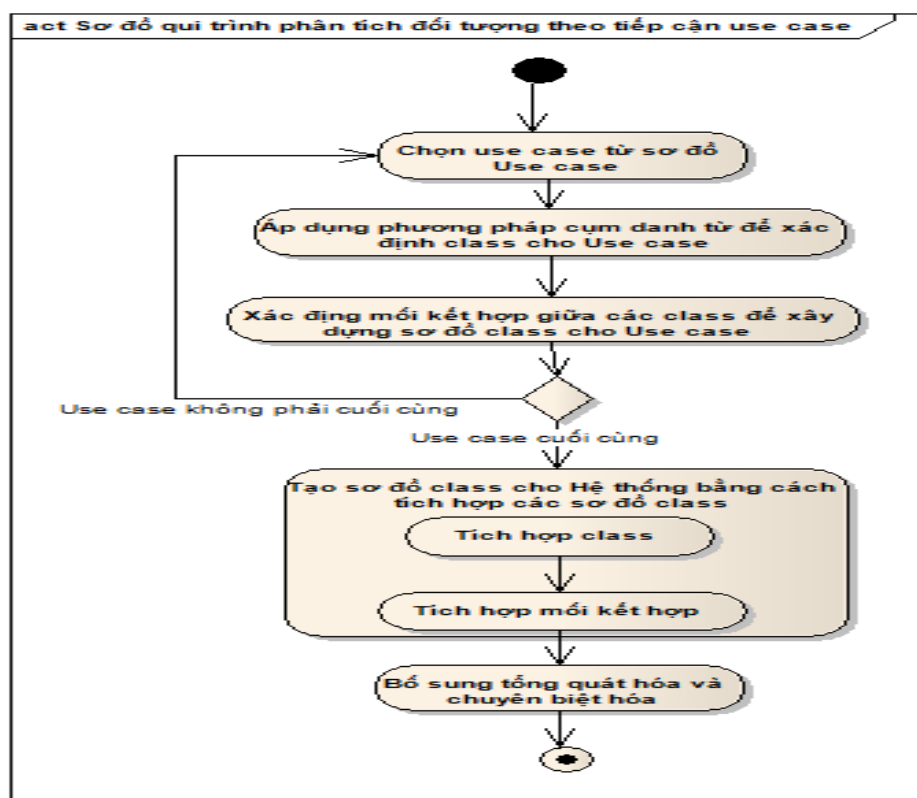 act Sơ đồ qui trình phân tích đối tượng theo tiếp cận use case
Chọn use case từ sơ đồ
Use case
Áp dụng phương pháp cụm danh từ để xác
định class cho Use case
Xác định mối kết hợp giữa các class để xây
dựng sơ đồ class cho Use case
Use case không phải cuối cùng
Use case cuối cùng
Tạo sơ đồ class cho Hệ thống bằng cách
tích hợp các sơ đồ class
Tích hợp class
Tích hợp mối kết hợp
Bổ sung tổng quát hóa và
chuyên biệt hóa